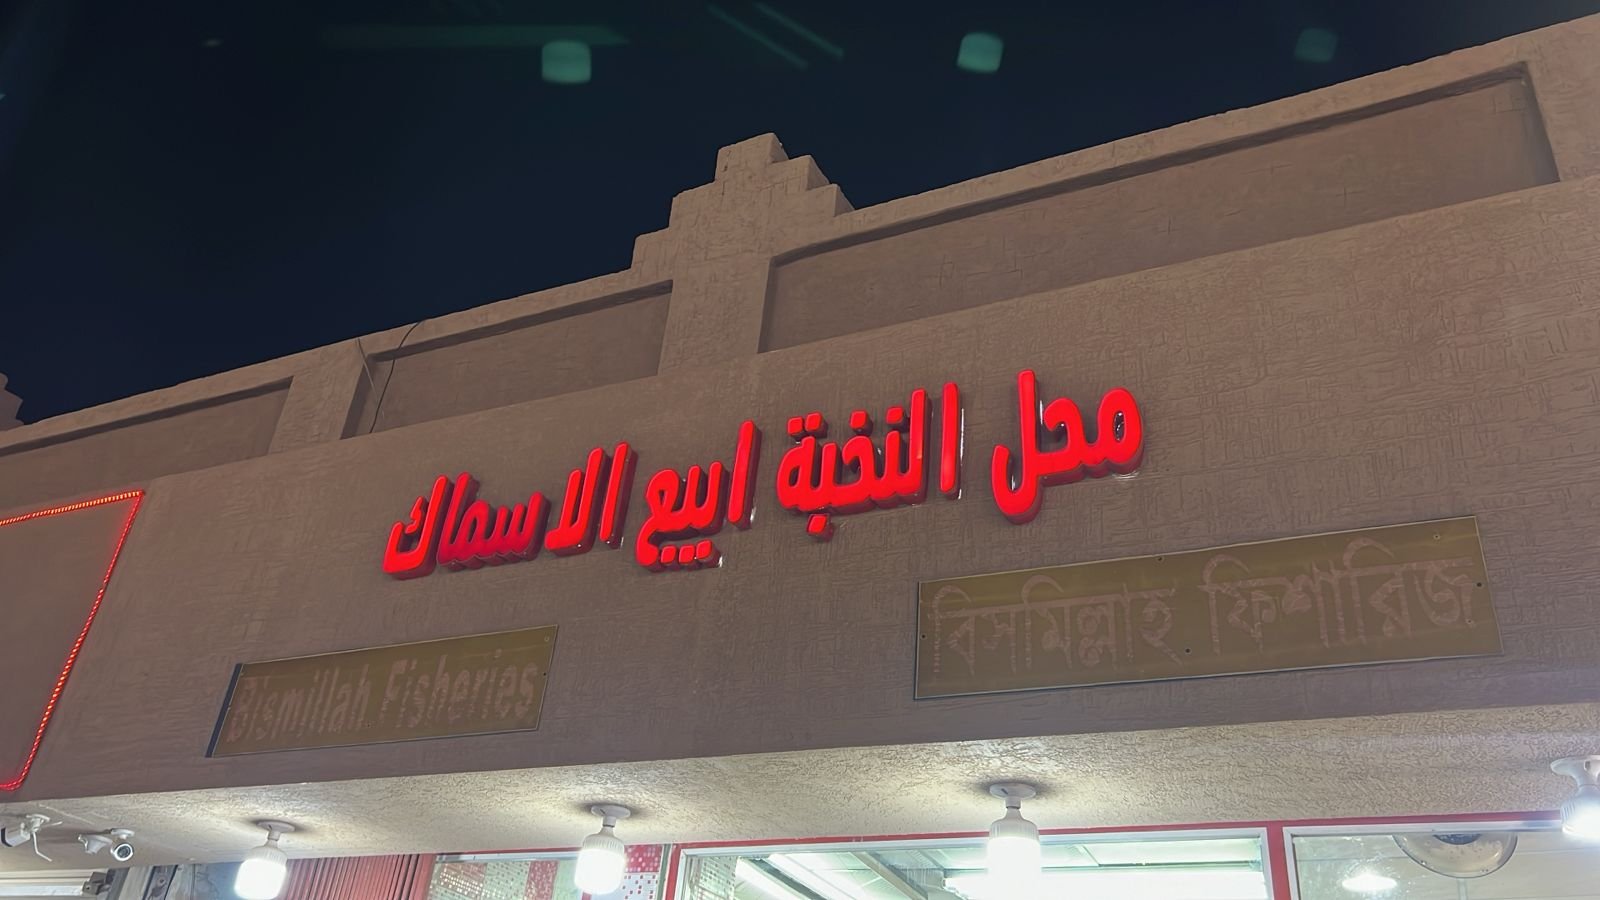 محل النخبة ابيع الاسماك
Bismillah Fisheries
বিসমিল্লাহ ফিশারিজ